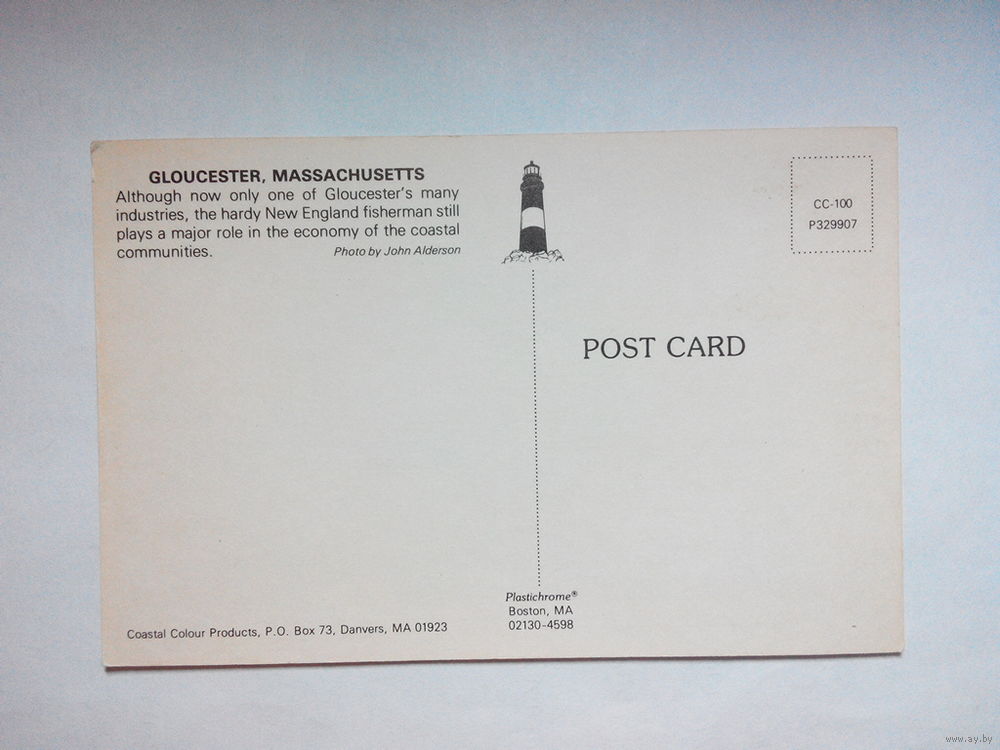 GLOUCESTER, MASSACHUSETTS
Although now only one of Gloucester's many
industries, the hardy New England fisherman still
plays a major role in the economy of the coastal
communities. Photo by John Alderson
CC-100
P329907
POST CARD
Plastichrome®
Boston, MA
02130-4598
Coastal Colour Products, P.O. Box 73, Danvers, MA 01923
www.ay.by